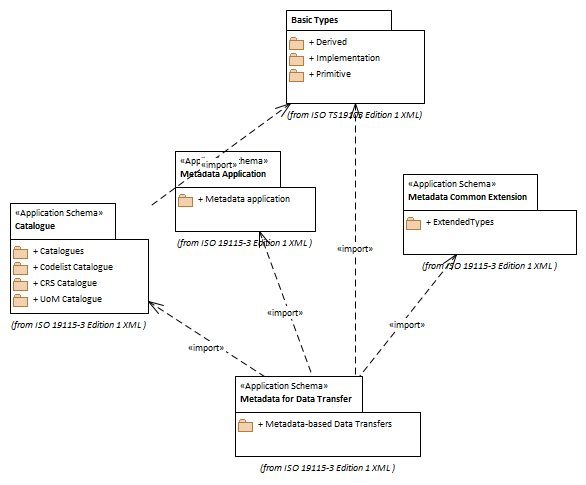 Basic Types
+ Derived
+ Implementation
+ Primitive
(from ISO TS19103 Edition 1 XML)
«import»
Metadata Application
+ Metadata application
(from ISO 19115-3 Edition 1 XML )
«Application Schema»
Metadata Common Extension
+ ExtendedTypes
(from ISO 19115-3 Edition 1 XML )
«Application Schema»
Catalogue
+ Catalogues
+ Codelist Catalogue
+ CRS Catalogue
+ UoM Catalogue
(from ISO 19115-3 Edition 1 XML )
«import»
«import»
«import»
«import»
«Application Schema»
Metadata for Data Transfer
+ Metadata-based Data Transfers
(from ISO 19115-3 Edition 1 XML )